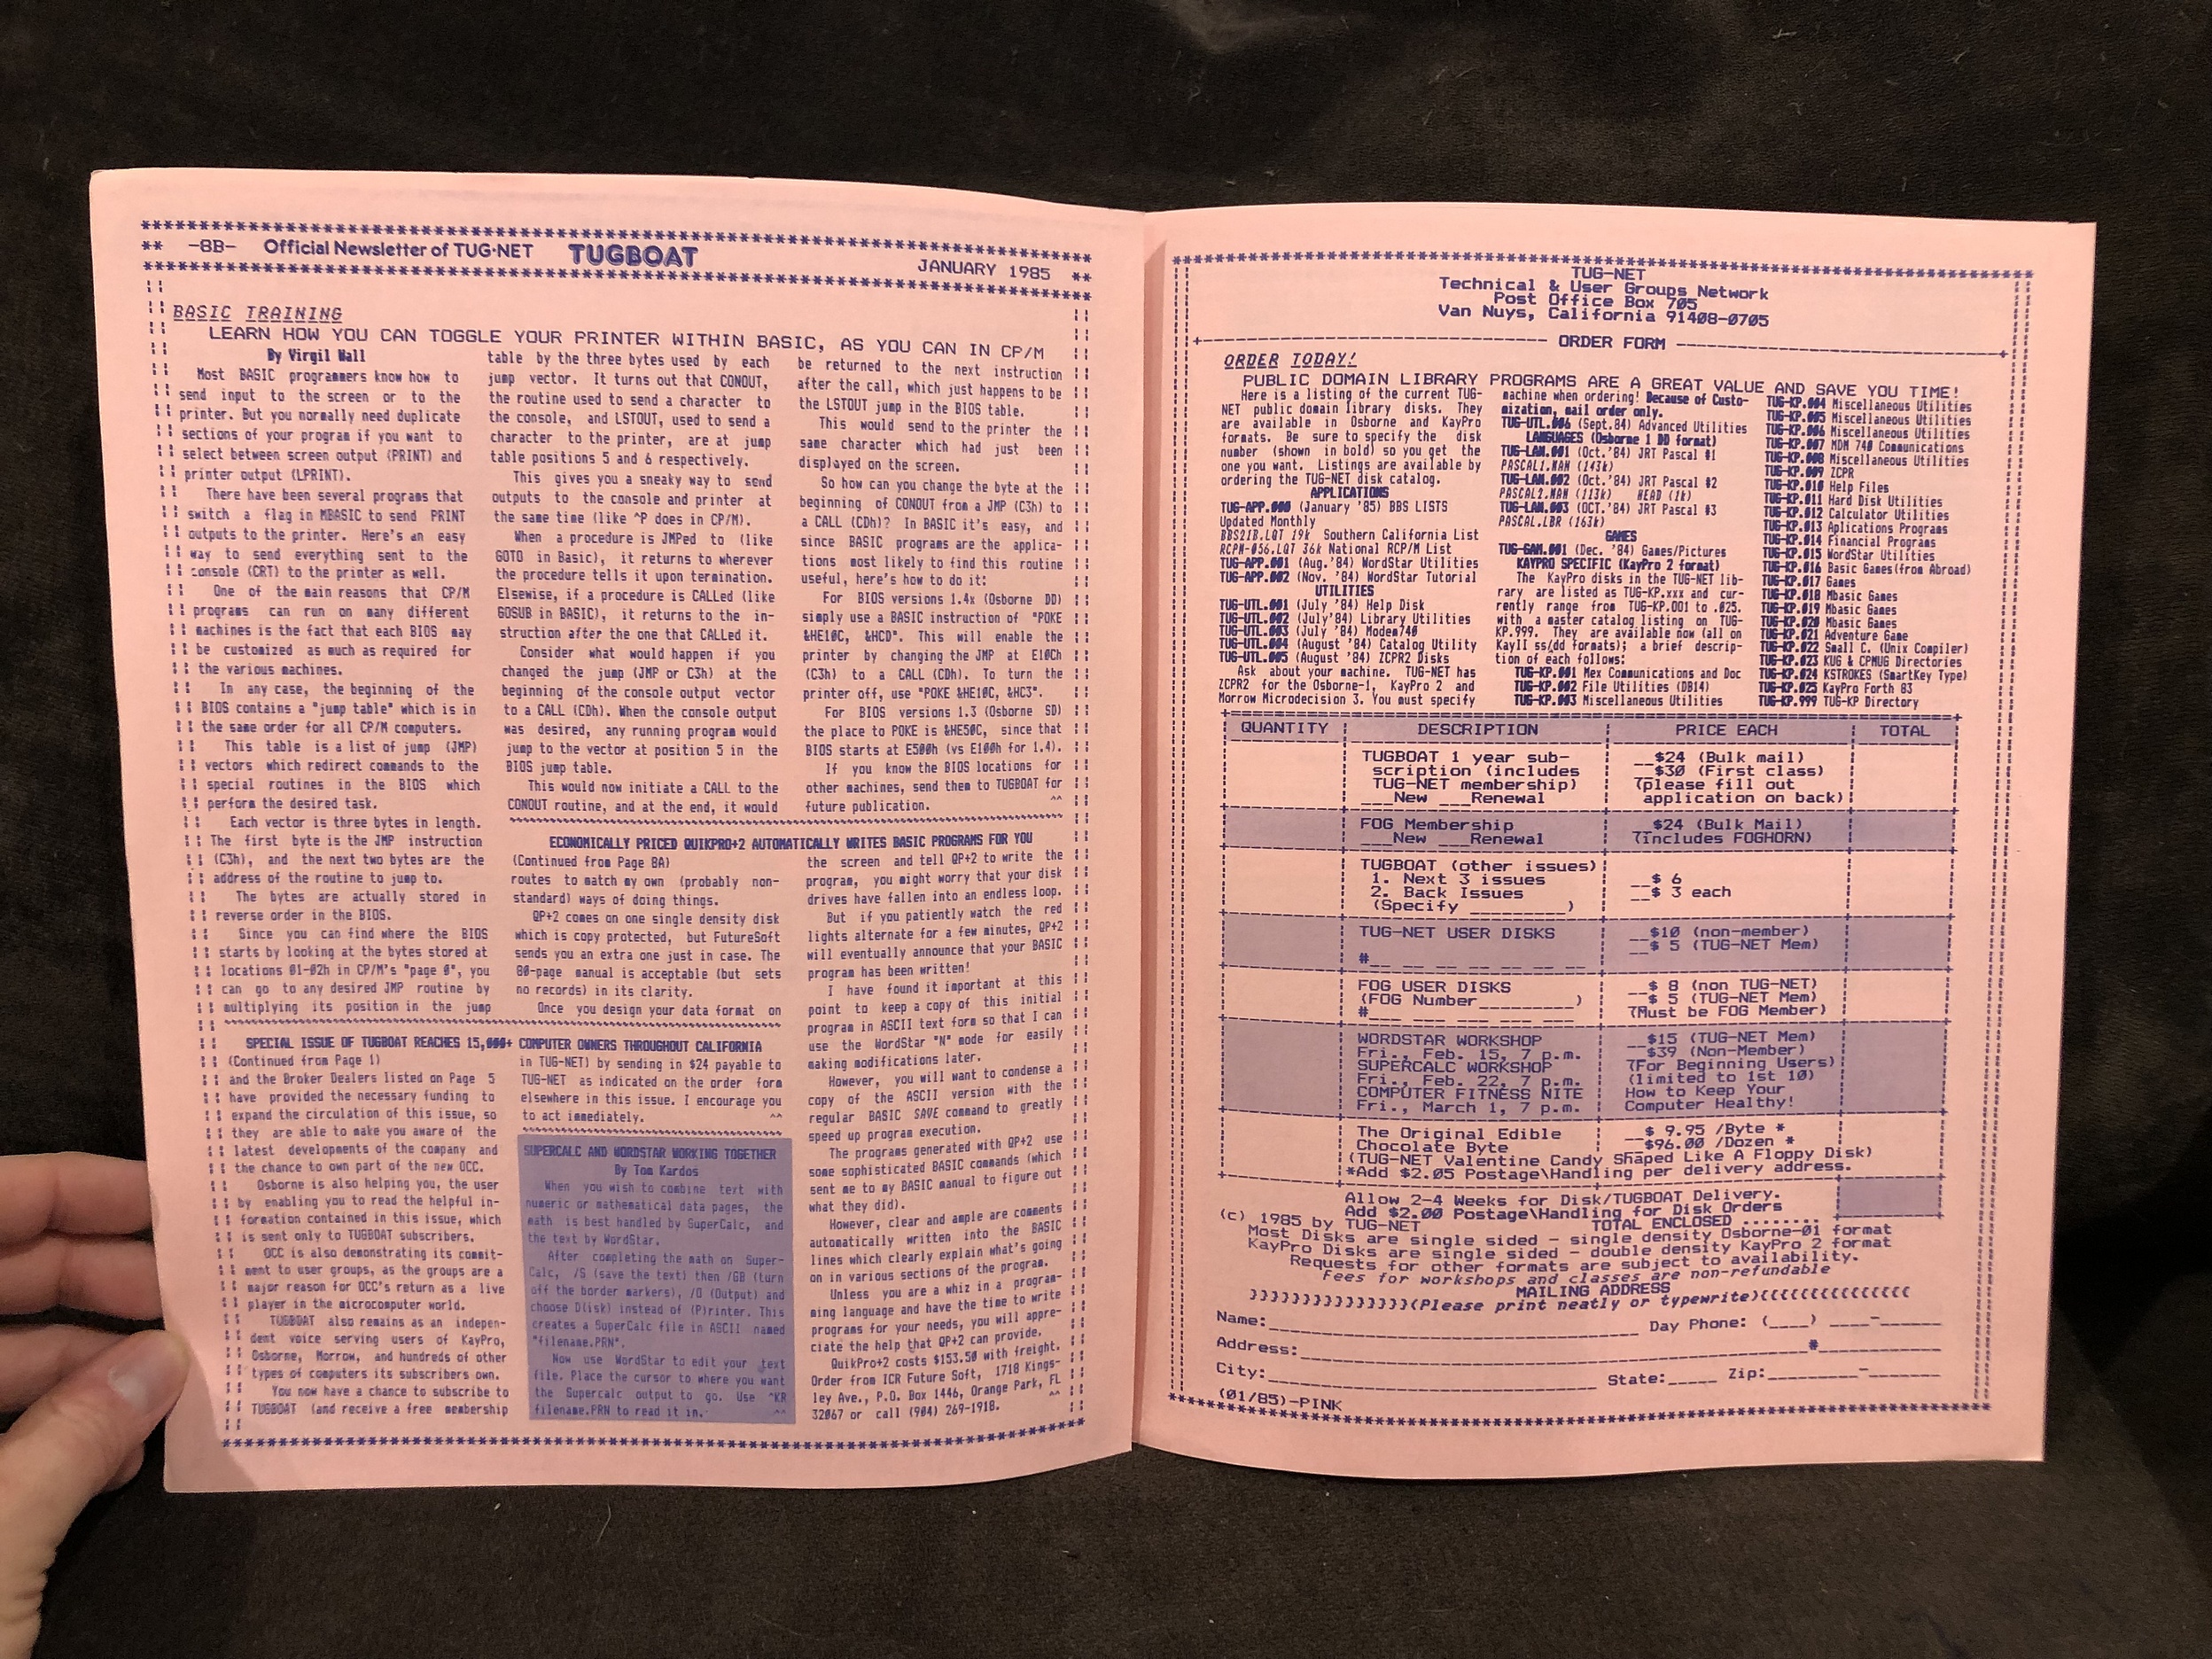 -8B- Official Newsletter of TUG·NET TUGBOAT JANUARY 1985
BASIC TRAINING
LEARN HOW YOU CAN TOGGLE YOUR PRINTER WITHIN BASIC, AS YOU CAN IN CP/M
By Virgil Wall
Most BASIC programmers know how to
send input to the screen or to the
printer. But you normally need duplicate
sections of your program if you want to
select between screen output (PRINT) and
printer output (LPRINT).
There have been several programs that
switch a flag in MBASIC to send PRINT
outputs to the printer. Here's an easy
way to send everything sent to the
console (CRT) to the printer as well.
One of the main reasons that CP/M
programs can run on many different
machines is the fact that each BIOS may
be customized as much as required for
the various machines.
In any case, the beginning of the
BIOS contains a "jump table" which is in
the same order for all CP/M computers.
This table is a list of jump (JMP)
vectors which redirect commands to the
special routines in the BIOS which
perform the desired task.
Each vector is three bytes in length.
The first byte is the JMP instruction
(C3h), and the next two bytes are the
address of the routine to jump to.
The bytes are actually stored in
reverse order in the BIOS.
Since you can find where the BIOS
starts by looking at the bytes stored at
locations 01-02h in CP/M's "page 0", you
can go to any desired JMP routine by
multiplying its position in the jump
table by the three bytes used by each
jump vector. It turns out that CONOUT,
the routine used to send a character to
the console, and LSTOUT, used to send a
character to the printer, are at jump
table positions 5 and 6 respectively.
This gives you a sneaky way to send
outputs to the console and printer at
the same time (like ^P does in CP/M).
When a procedure is JMPed to (like
GOTO in Basic), it returns to wherever
the procedure tells it upon termination.
Elsewise, if a procedure is CALLed (like
GOSUB in BASIC), it returns to the in-
struction after the one that CALLed it.
Consider what would happen if you
changed the jump (JMP or C3h) at the
beginning of the console output vector
to a CALL (CDh). When the console output
was desired, any running program would
jump to the vector at position 5 in the
BIOS jump table.
This would now initiate a CALL to the
CONOUT routine, and at the end, it would
be returned to the next instruction
after the call, which just happens to be
the LSTOUT jump in the BIOS table.
This would send to the printer the
same character which had just been
displayed on the screen.
So how can you change the byte at the
beginning of CONOUT from a JMP (C3h) to
a CALL (CDh)? In BASIC it's easy, and
since BASIC programs are the applica-
tions most likely to find this routine
useful, here's how to do it:
For BIOS versions 1.4x (Osborne DD)
simply use a BASIC instruction of "POKE
&HE10C, &HCD". This will enable the
printer by changing the JMP at E10Ch
(C3h) to a CALL (CDh). To turn the
printer off, use "POKE &HE10C, &HC3".
For BIOS versions 1.3 (Osborne SD)
the place to POKE is &HE50C, since that
BIOS starts at E500h (vs E100h for 1.4).
If you know the BIOS locations for
other machines, send them to TUGBOAT for
future publication. ^^
ECONOMICALLY PRICED QUIKPRO+2 AUTOMATICALLY WRITES BASIC PROGRAMS FOR YOU
(Continued from Page 8A)
routes to match my own (probably non-
standard) ways of doing things.
QP+2 comes on one single density disk
which is copy protected, but FutureSoft
sends you an extra one just in case. The
80-page manual is acceptable (but sets
no records) in its clarity.
Once you design your data format on
the screen and tell QP+2 to write the
program, you might worry that your disk
drives have fallen into an endless loop.
But if you patiently watch the red
lights alternate for a few minutes, QP+2
will eventually announce that your BASIC
program has been written!
I have found it important at this
point to keep a copy of this initial
program in ASCII text form so that I can
use the WordStar "N" mode for easily
making modifications later.
However, you will want to condense a
copy of the ASCII version with the
regular BASIC SAVE command to greatly
speed up program execution.
The programs generated with QP+2 use
some sophisticated BASIC commands (which
sent me to my BASIC manual to figure out
what they did).
However, clear and ample are comments
automatically written into the BASIC
lines which clearly explain what's going
on in various sections of the program.
Unless you are a whiz in a program-
ming language and have the time to write
programs for your needs, you will appre-
ciate the help that QP+2 can provide.
QuikPro+2 costs $153.50 with freight.
Order from ICR Future Soft, 1718 Kings-
ley Ave., P.O. Box 1446, Orange Park, FL
32067 or call (904) 269-1918. ^^
SPECIAL ISSUE OF TUGBOAT REACHES 15,000+ COMPUTER OWNERS THROUGHOUT CALIFORNIA
(Continued from Page 1)
and the Broker Dealers listed on Page 5
have provided the necessary funding to
expand the circulation of this issue, so
they are able to make you aware of the
latest developments of the company and
the chance to own part of the new OCC.
Osborne is also helping you, the user
by enabling you to read the helpful in-
formation contained in this issue, which
is sent only to TUGBOAT subscribers.
OCC is also demonstrating its commit-
ment to user groups, as the groups are a
major reason for OCC's return as a live
player in the microcomputer world.
TUGBOAT also remains as an indepen-
dent voice serving users of KayPro,
Osborne, Morrow, and hundreds of other
types of computers its subscribers own.
You now have a chance to subscribe to
TUGBOAT (and receive a free membership
in TUG-NET) by sending in $24 payable to
TUG-NET as indicated on the order form
elsewhere in this issue. I encourage you
to act immediately. ^^
SUPERCALC AND WORDSTAR WORKING TOGETHER
By Tom Kardos
When you wish to combine text with
numeric or mathematical data pages, the
math is best handled by SuperCalc, and
the text by WordStar.
After completing the math on Super-
Calc, /S (save the text) then /GB (turn
off the border markers), /O (Output) and
choose D(isk) instead of (P)rinter. This
creates a SuperCalc file in ASCII named
"filename.PRN".
Now use WordStar to edit your text
file. Place the cursor to where you want
the Supercalc output to go. Use ^KR
filename.PRN to read it in. ^^
TUG-NET
Technical & User Groups Network
Post Office Box 705
Van Nuys, California 91408-0705
ORDER FORM
ORDER TODAY!
PUBLIC DOMAIN LIBRARY PROGRAMS ARE A GREAT VALUE AND SAVE YOU TIME!
Here is a listing of the current TUG-
NET public domain library disks. They
are available in Osborne and KayPro
formats. Be sure to specify the disk
number (shown in bold) so you get the
one you want. Listings are available by
ordering the TUG-NET disk catalog.
APPLICATIONS
TUG-APP.000 (January '85) BBS LISTS
Updated Monthly
BBS21B.LQT 19k Southern California List
RCPM-056.LQT 36k National RCP/M List
TUG-APP.001 (Aug.'84) WordStar Utilities
TUG-APP.002 (Nov. '84) WordStar Tutorial
UTILITIES
TUG-UTL.001 (July '84) Help Disk
TUG-UTL.002 (July'84) Library Utilities
TUG-UTL.003 (July '84) Modem740
TUG-UTL.004 (August '84) Catalog Utility
TUG-UTL.005 (August '84) ZCPR2 Disks
Ask about your machine. TUG-NET has
ZCPR2 for the Osborne-1, KayPro 2 and
Morrow Microdecision 3. You must specify
machine when ordering! Because of Custo-
mization, mail order only.
TUG-UTL.006 (Sept.84) Advanced Utilities
LANGUAGES (Osborne 1 DD format)
TUG-LAN.001 (Oct.'84) JRT Pascal #1
PASCAL1.MAN (143k)
TUG-LAN.002 (Oct.'84) JRT Pascal #2
PASCAL2.MAN (113k) HEAD (1k)
TUG-LAN.003 (OCT.'84) JRT Pascal #3
PASCAL.LBR (163k)
GAMES
TUG-GAM.001 (Dec. '84) Games/Pictures
KAYPRO SPECIFIC (KayPro 2 format)
The KayPro disks in the TUG-NET lib-
rary are listed as TUG-KP.xxx and cur-
rently range from TUG-KP.001 to .025.
with a master catalog listing on TUG-
KP.999. They are available now (all on
KayII ss/dd formats); a brief descrip-
tion of each follows:
TUG-KP.001 Mex Communications and Doc
TUG-KP.002 File Utilities (DB14)
TUG-KP.003 Miscellaneous Utilities
TUG-KP.004 Miscellaneous Utilities
TUG-KP.005 Miscellaneous Utilities
TUG-KP.006 Miscellaneous Utilities
TUG-KP.007 MDM 740 Communications
TUG-KP.008 Miscellaneous Utilities
TUG-KP.009 ZCPR
TUG-KP.010 Help Files
TUG-KP.011 Hard Disk Utilities
TUG-KP.012 Calculator Utilities
TUG-KP.013 Aplications Programs
TUG-KP.014 Financial Programs
TUG-KP.015 WordStar Utilities
TUG-KP.016 Basic Games(from Abroad)
TUG-KP.017 Games
TUG-KP.018 Mbasic Games
TUG-KP.019 Mbasic Games
TUG-KP.020 Mbasic Games
TUG-KP.021 Adventure Game
TUG-KP.022 Small C. (Unix Compiler)
TUG-KP.023 KUG & CPMUG Directories
TUG-KP.024 KSTROKES (SmartKey Type)
TUG-KP.025 KayPro Forth 83
TUG-KP.999 TUG-KP Directory
QUANTITY DESCRIPTION PRICE EACH TOTAL
TUGBOAT 1 year sub- __$24 (Bulk mail)
scription (includes __$30 (First class)
TUG-NET membership) (please fill out
___New ___Renewal application on back)
FOG Membership __$24 (Bulk Mail)
___New ___Renewal (includes FOGHORN)
TUGBOAT (other issues)
1. Next 3 issues __$ 6
2. Back Issues __$ 3 each
(Specify _________)
TUG-NET USER DISKS __$10 (non-member)
__$ 5 (TUG-NET Mem)
#__ __ __ __ __ __ __
FOG USER DISKS __$ 8 (non TUG-NET)
(FOG Number_________) __$ 5 (TUG-NET Mem)
#___ ___ ___ ___ ___ (Must be FOG Member)
WORDSTAR WORKSHOP __$15 (TUG-NET Mem)
Fri., Feb. 15, 7 p.m. __$39 (Non-Member)
SUPERCALC WORKSHOP (For Beginning Users)
Fri., Feb. 22, 7 p.m. (limited to 1st 10)
COMPUTER FITNESS NITE How to Keep Your
Fri., March 1, 7 p.m. Computer Healthy!
The Original Edible __$ 9.95 /Byte *
Chocolate Byte __$96.00 /Dozen *
(TUG-NET Valentine Candy Shaped Like A Floppy Disk)
*Add $2.05 Postage\Handling per delivery address.
Allow 2-4 Weeks for Disk/TUGBOAT Delivery.
Add $2.00 Postage\Handling for Disk Orders
(c) 1985 by TUG-NET TOTAL ENCLOSED ........
Most Disks are single sided - single density Osborne-01 format
KayPro Disks are single sided - double density KayPro 2 format
Requests for other formats are subject to availability.
Fees for workshops and classes are non-refundable
MAILING ADDRESS
)))))))))))))))(Please print neatly or typewrite)(((((((((((((((
Name:______ Day Phone: (____) ____-______
Address:______#______
City:______ State:_____ Zip:_____-______
(01/85)-PINK